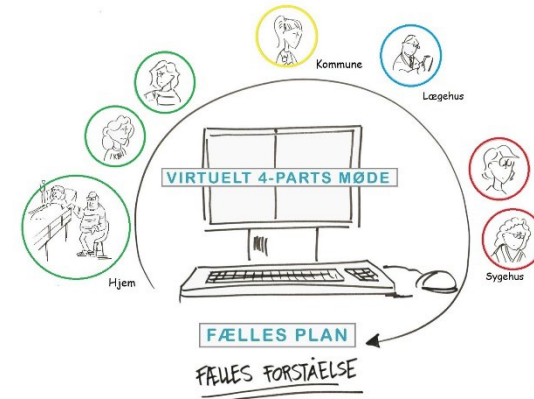 Kommune
Lægehus
VIRTUELT 4-PARTS MØDE
Hjem
Sygehus
FÆLLES PLAN
FÆLLES FORSTÅELSE